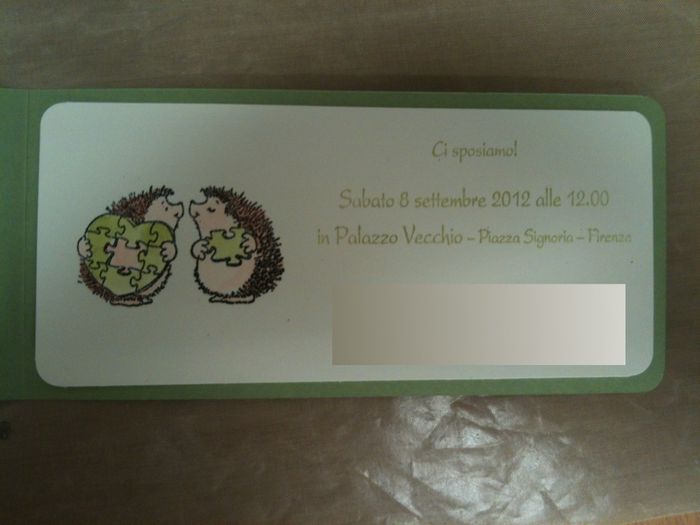 Ci sposiamo!
Sabato 8 settembre 2012 alle 12.00
in Palazzo Vecchio – Piazza Signoria – Firenze